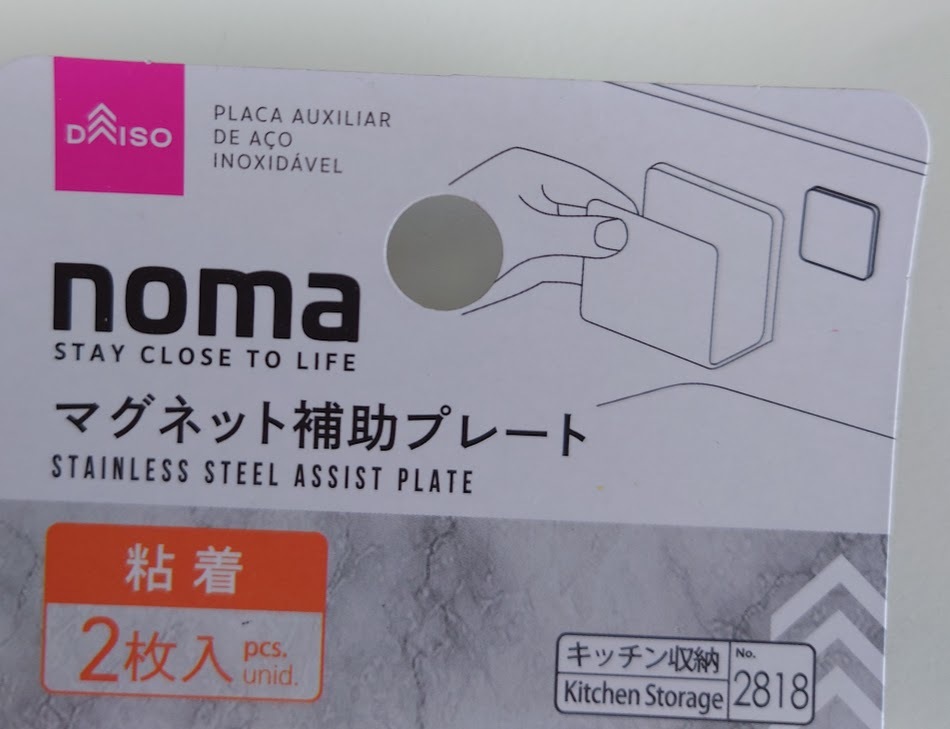 DAISO
PLACA AUXILIAR
DE AÇO
INOXIDÁVEL
noma
STAY CLOSE TO LIFE
マグネット補助プレート
STAINLESS STEEL ASSIST PLATE
粘着
2枚入 pcs.
unid.
キッチン収納
Kitchen Storage
No.
2818